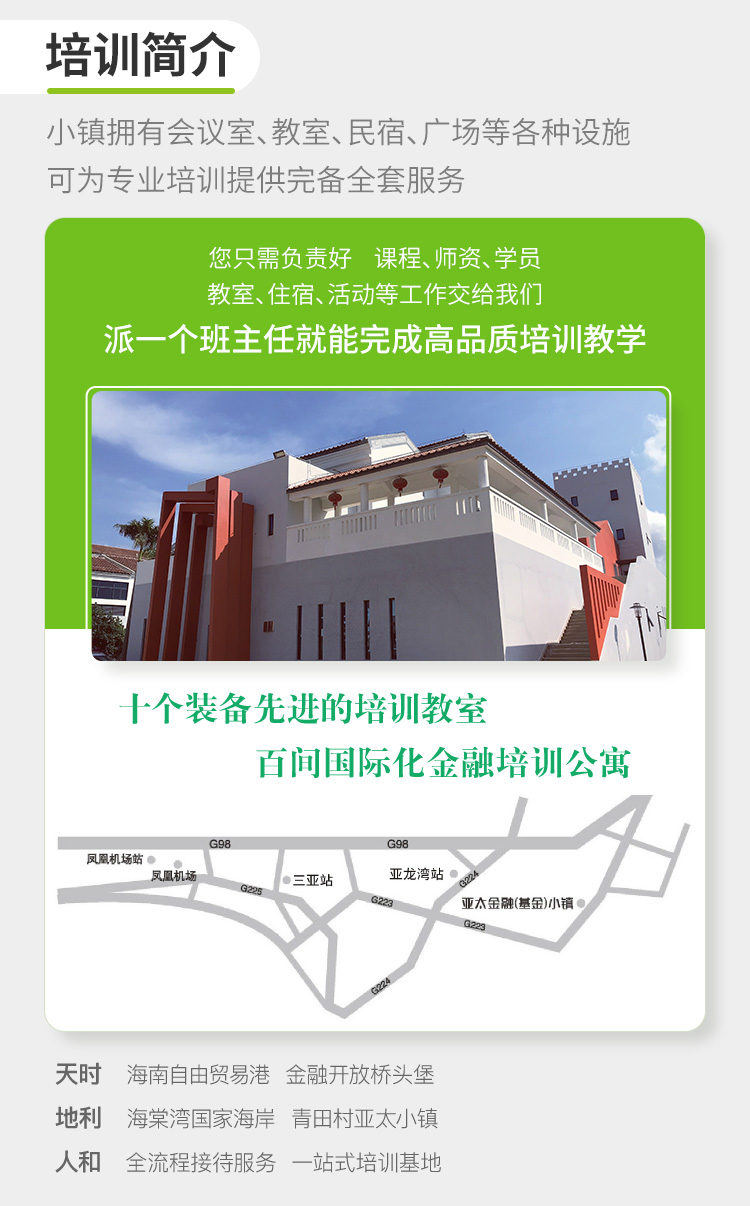 培训简介
小镇拥有会议室、教室、民宿、广场等各种设施
可为专业培训提供完备全套服务
您只需负责好 课程、师资、学员
教室、住宿、活动等工作交给我们
派一个班主任就能完成高品质培训教学
十个装备先进的培训教室
百间国际化金融培训公寓
G98 G98
凤凰机场站
凤凰机场
G225
三亚站
亚龙湾站
G224
G223
亚太金融(基金)小镇
G223
G224
天时 海南自由贸易港 金融开放桥头堡
地利 海棠湾国家海岸 青田村亚太小镇
人和 全流程接待服务 一站式培训基地